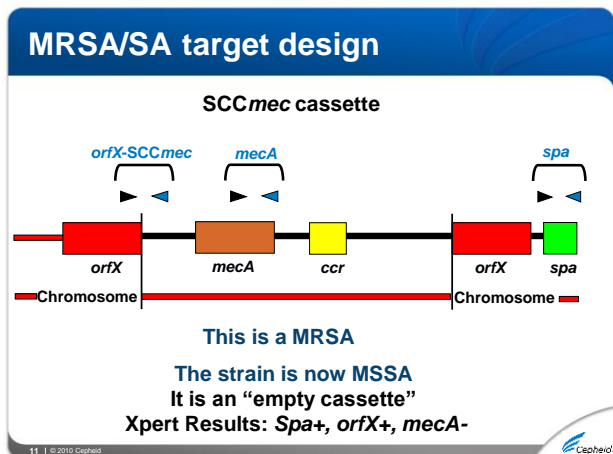 MRSA/SA target design
SCCmec cassette
orfX-SCCmec mecA spa
orfX mecA ccr orfX spa
Chromosome Chromosome
This is a MRSA
The strain is now MSSA
It is an “empty cassette”
Xpert Results: Spa+, orfX+, mecA-
11 | © 2010 Cepheid
Cepheid